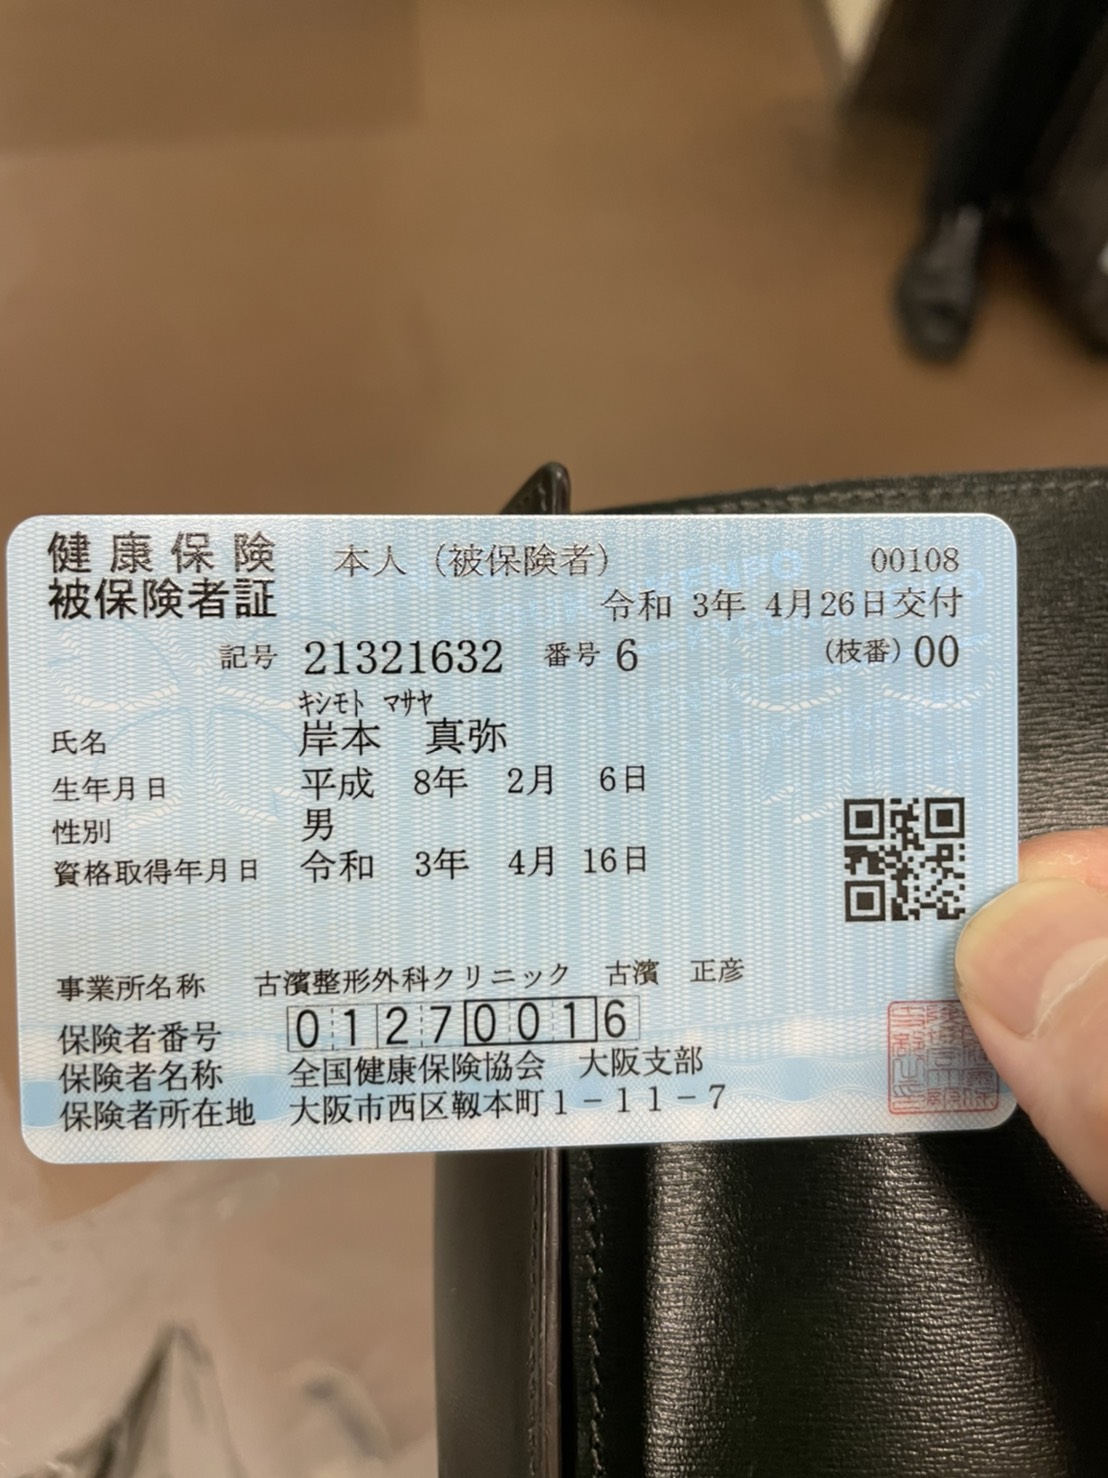 健康保険
被保険者証
本人（被保険者）
00108
令和 3年 4月26日交付
記号 21321632 番号 6 (枝番) 00
ｷｼﾓﾄ ﾏｻﾔ
氏名 岸本 真弥
生年月日 平成 8年 2月 6日
性別 男
資格取得年月日 令和 3年 4月 16日
事業所名称 古濱整形外科クリニック 古濱 正彦
保険者番号 01270016
保険者名称 全国健康保険協会 大阪支部
保険者所在地 大阪市西区靱本町1－11－7